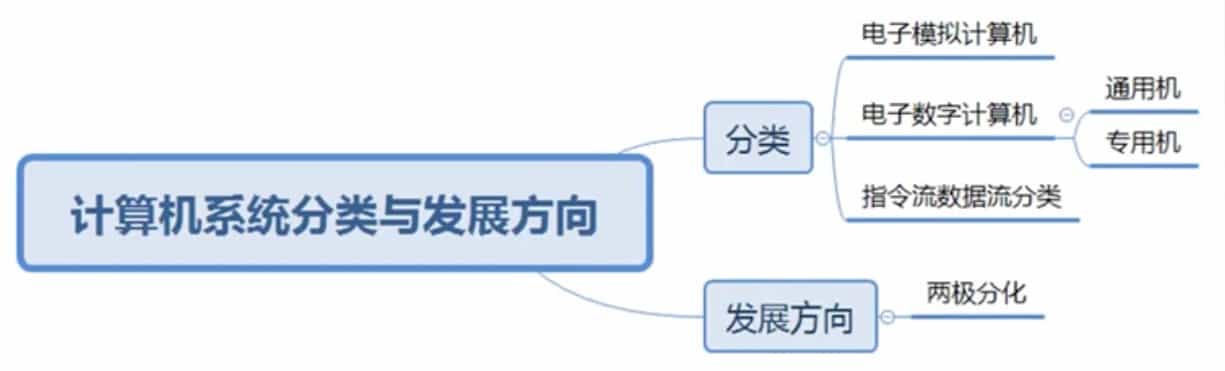 计算机系统分类与发展方向
分类
电子模拟计算机
电子数字计算机
通用机
专用机
指令流数据流分类
发展方向
两极分化